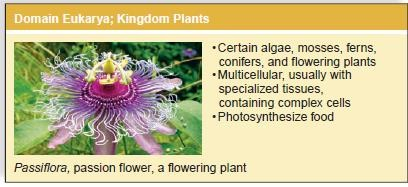 Domain Eukarya; Kingdom Plants
•Certain algae, mosses, ferns,
conifers, and flowering plants
•Multicellular, usually with
specialized tissues,
containing complex cells
•Photosynthesize food
Passiflora, passion flower, a flowering plant